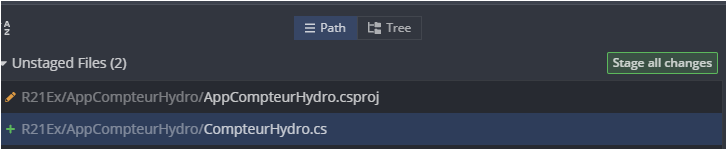 Path Tree
Unstaged Files (2) Stage all changes
R21Ex/AppCompteurHydro/AppCompteurHydro.csproj
R21Ex/AppCompteurHydro/CompteurHydro.cs